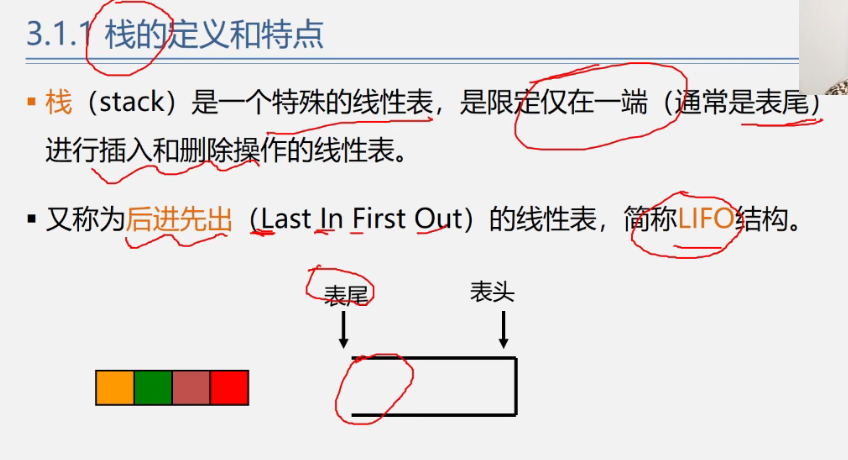 3.1.1 栈的定义和特点
栈（stack）是一个特殊的线性表，是限定仅在一端（通常是表尾）
进行插入和删除操作的线性表。
又称为后进先出（Last In First Out）的线性表，简称LIFO结构。
表尾 表头